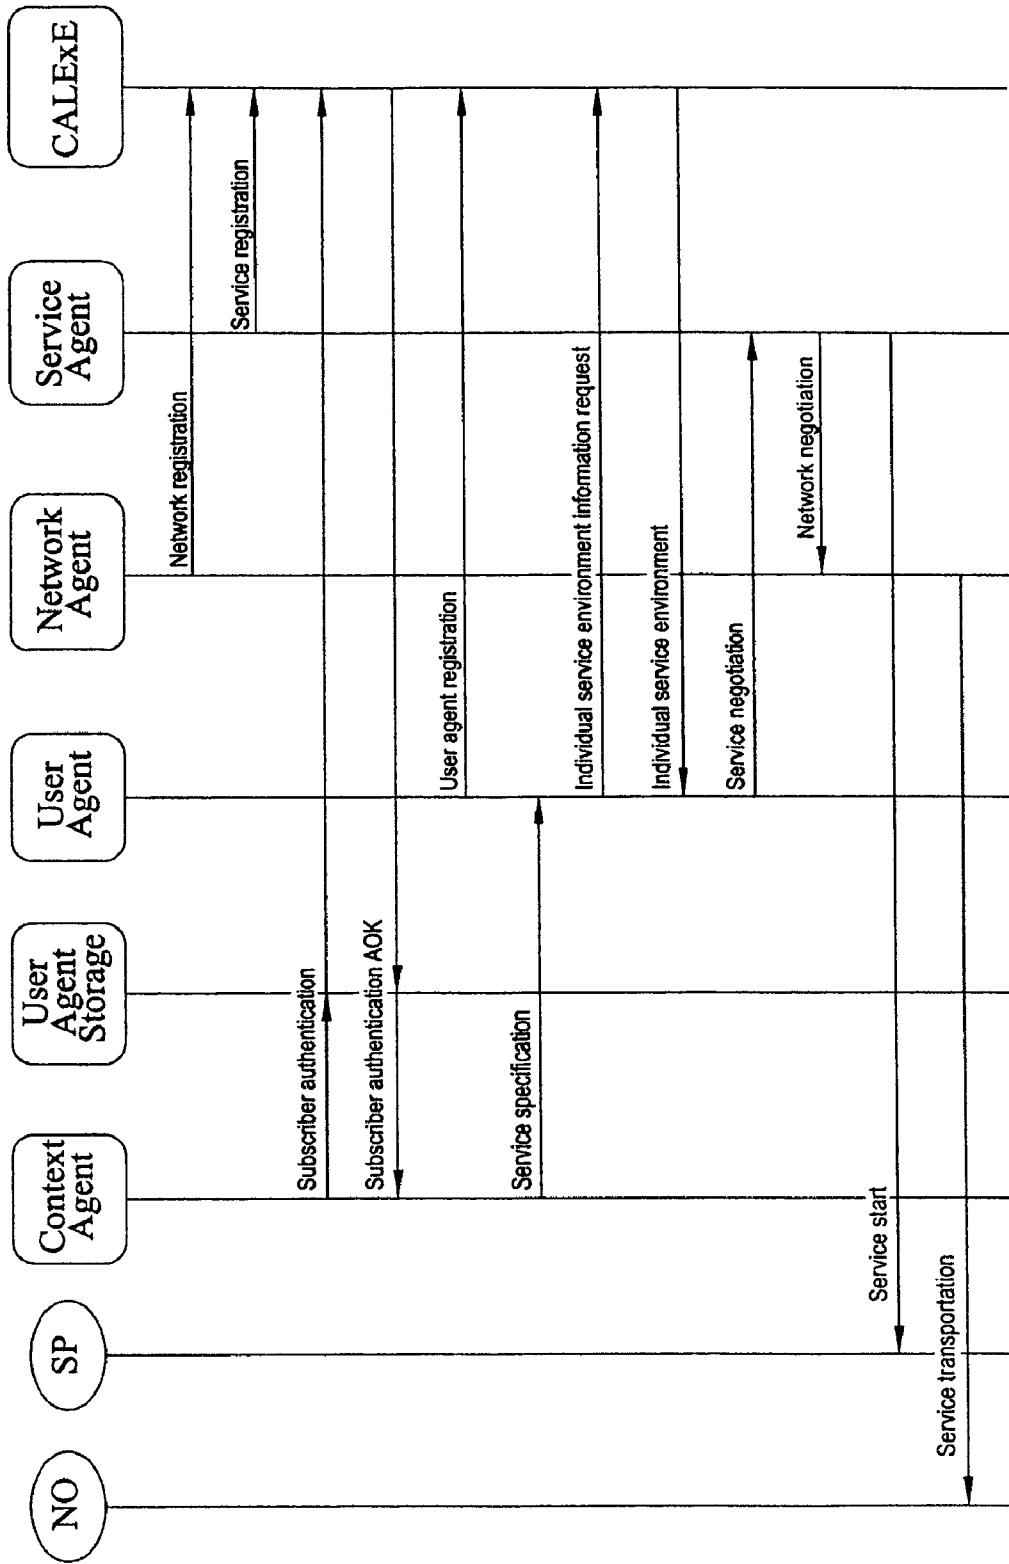 NO
SP
Context
Agent
User
Agent
Storage
User
Agent
Network
Agent
Service
Agent
CALExE
Network registration
Service registration
Subscriber authentication
Subscriber authentication AOK
User agent registration
Service specification
Individual service environment information request
Individual service environment
Service negotiation
Network negotiation
Service start
Service transportation